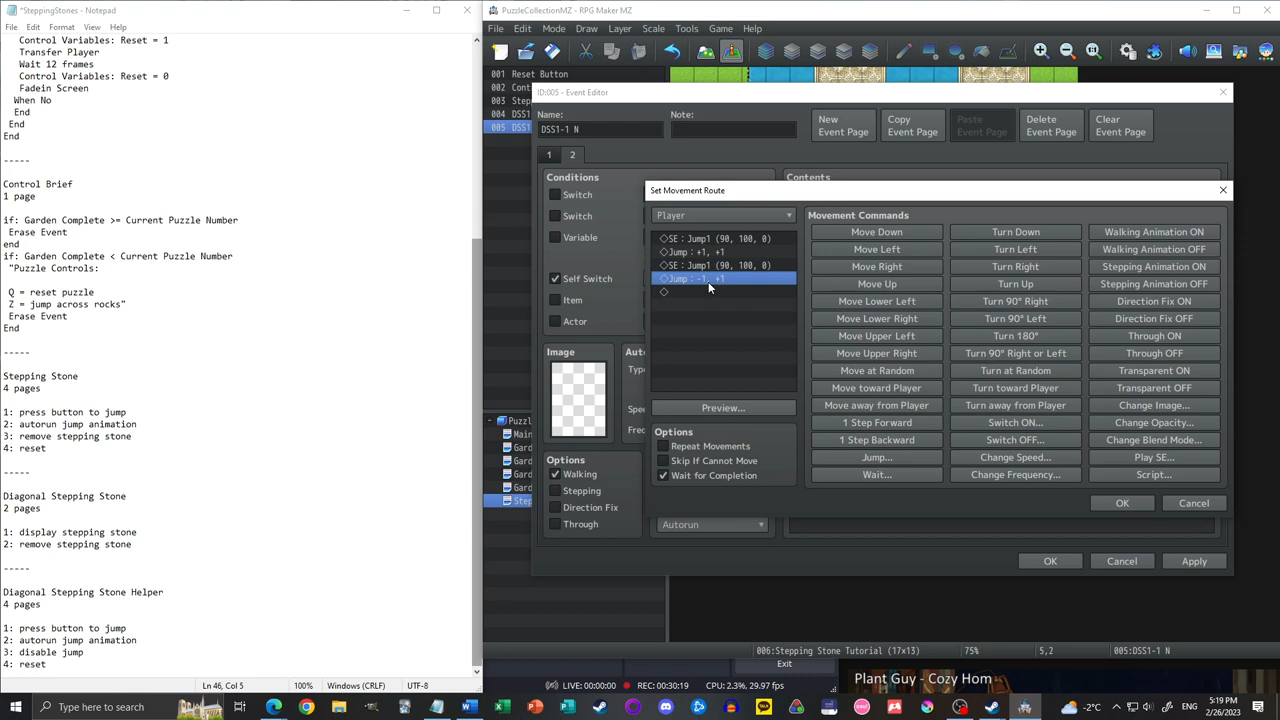 *SteppingStones - Notepad
File Edit Format View Help
Control Variables: Reset = 1
Transfer Player
Wait 12 frames
Control Variables: Reset = 0
Fadein Screen
When No
End
End
End
-----
Control Brief
1 page
if: Garden Complete >= Current Puzzle Number
Erase Event
end
if: Garden Complete < Current Puzzle Number
"Puzzle Controls:
Q = reset puzzle
Z = jump across rocks"
Erase Event
End
-----
Stepping Stone
4 pages
1: press button to jump
2: autorun jump animation
3: remove stepping stone
4: reset
-----
Diagonal Stepping Stone
2 pages
1: display stepping stone
2: remove stepping stone
-----
Diagonal Stepping Stone Helper
4 pages
1: press button to jump
2: autorun jump animation
3: disable jump
4: reset
Ln 46, Col 5 100% Windows (CRLF) UTF-8
PuzzleCollectionMZ - RPG Maker MZ
File Edit Mode Draw Layer Scale Tools Game Help
001 Reset Button
002 Cont
003 Step
004 DSS1
005 DSS1-
ID:005 - Event Editor
Name: Note:
DSS1-1 N
New Event Page
Copy Event Page
Paste Event Page
Delete Event Page
Clear Event Page
1 2
Conditions
Switch
Switch
Variable
Self Switch
Item
Actor
Image
Options
Walking
Stepping
Direction Fix
Through
Autorun
Contents
Set Movement Route
Player
◇SE：Jump1 (90, 100, 0)
◇Jump：+1, +1
◇SE：Jump1 (90, 100, 0)
◇Jump：-1, +1
◇
Preview...
Options
Repeat Movements
Skip If Cannot Move
Wait for Completion
Movement Commands
Move Down Turn Down Walking Animation ON
Move Left Turn Left Walking Animation OFF
Move Right Turn Right Stepping Animation ON
Move Up Turn Up Stepping Animation OFF
Move Lower Left Turn 90° Right Direction Fix ON
Move Lower Right Turn 90° Left Direction Fix OFF
Move Upper Left Turn 180° Through ON
Move Upper Right Turn 90° Right or Left Through OFF
Move at Random Turn at Random Transparent ON
Move toward Player Turn toward Player Transparent OFF
Move away from Player Turn away from Player Change Image...
1 Step Forward Switch ON... Change Opacity...
1 Step Backward Switch OFF... Change Blend Mode...
Jump... Change Speed... Play SE...
Wait... Change Frequency... Script...
OK Cancel
OK Cancel Apply
Puzzl
Main
Gard
Gard
Gard
Gard
Step
006:Stepping Stone Tutorial (17x13) 75% 5,2 005:DSS1-1 N
Exit
LIVE: 00:00:00 REC: 00:30:19 CPU: 2.3%, 29.97 fps
Plant Guy - Cozy Hom
Type here to search
-2°C
5:19 PM
2/26/2023